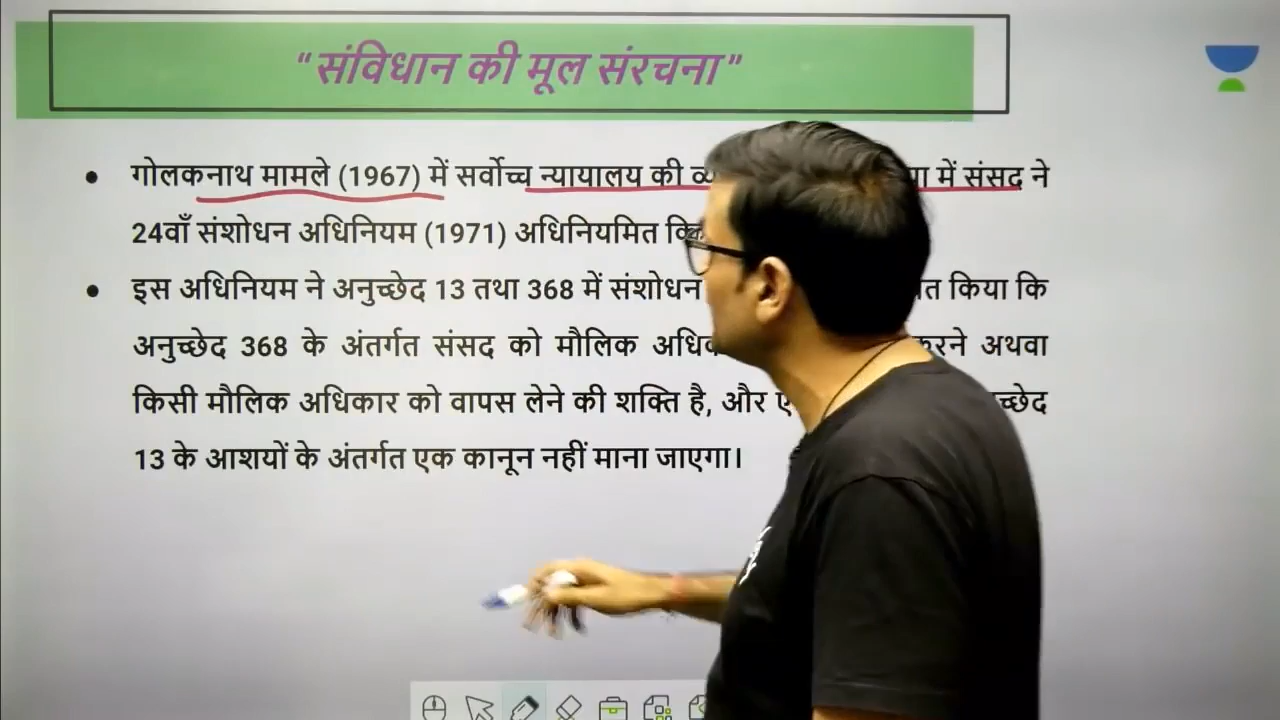 “संविधान की मूल संरचना”
• गोलकनाथ मामले (1967) में सर्वोच्च न्यायालय की में संसद ने
24वाँ संशोधन अधिनियम (1971) अधिनियमित
• इस अधिनियम ने अनुच्छेद 13 तथा 368 में संशोधन किया कि
अनुच्छेद 368 के अंतर्गत संसद को मौलिक अथवा
किसी मौलिक अधिकार को वापस लेने की शक्ति है, और
13 के आशयों के अंतर्गत एक कानून नहीं माना जाएगा।